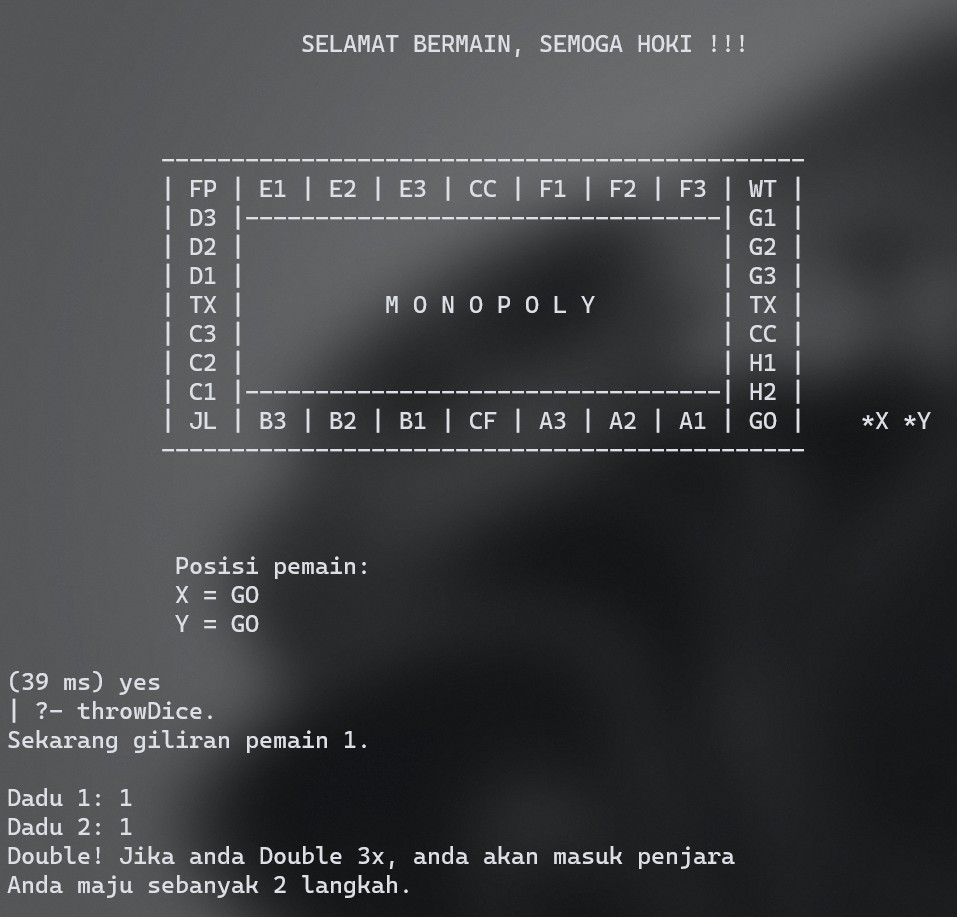 SELAMAT BERMAIN, SEMOGA HOKI !!!
| FP | E1 | E2 | E3 | CC | F1 | F2 | F3 | WT |
| D3 |----------------------------------| G1 |
| D2 | | G2 |
| D1 | | G3 |
| TX | M O N O P O L Y | TX |
| C3 | | CC |
| C2 | | H1 |
| C1 |----------------------------------| H2 |
| JL | B3 | B2 | B1 | CF | A3 | A2 | A1 | GO | *X *Y
Posisi pemain:
X = GO
Y = GO
(39 ms) yes
| ?- throwDice.
Sekarang giliran pemain 1.
Dadu 1: 1
Dadu 2: 1
Double! Jika anda Double 3x, anda akan masuk penjara
Anda maju sebanyak 2 langkah.